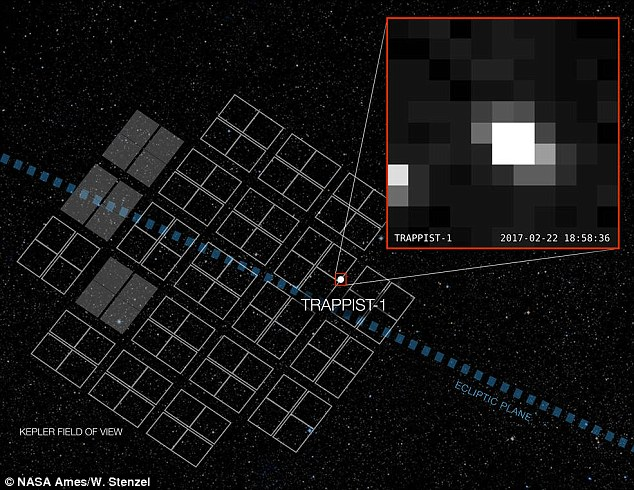 TRAPPIST-1 2017-02-22 18:58:36
TRAPPIST-1
ECLIPTIC PLANE
KEPLER FIELD OF VIEW
© NASA Ames/W. Stenzel